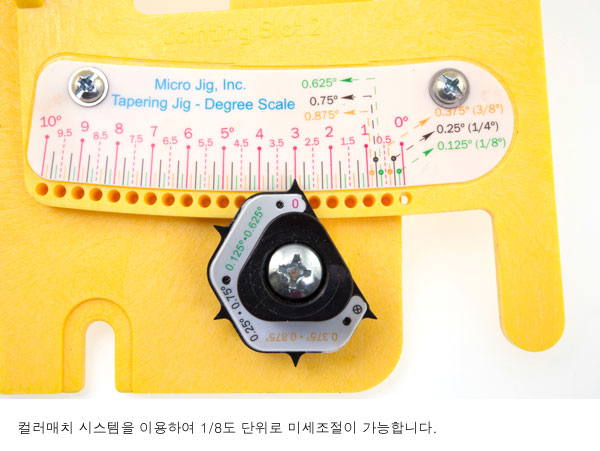 Mounting Slot 2
Micro Jig, Inc.
Tapering Jig - Degree Scale
0.625°
0.75°
0.875°
0.375° (3/8°)
0.25° (1/4°)
0.125° (1/8°)
10° 9.5 9 8.5 8 7.5 7 6.5 6 5.5 5° 4.5 4 3.5 3 2.5 2 1.5 1 0.5 0°
0
0.125°•0.625°
0.25°•0.75°
0.375°•0.875°
컬러매치 시스템을 이용하여 1/8도 단위로 미세조절이 가능합니다.